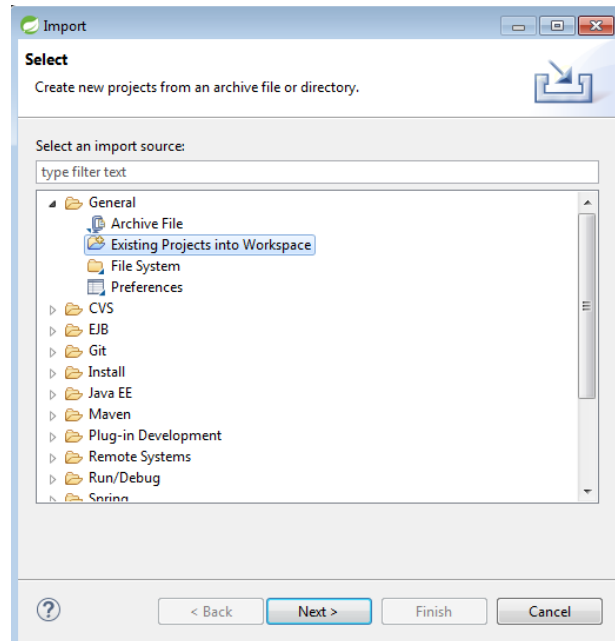 Import
Select
Create new projects from an archive file or directory.
Select an import source:
type filter text
General
Archive File
Existing Projects into Workspace
File System
Preferences
CVS
EJB
Git
Install
Java EE
Maven
Plug-in Development
Remote Systems
Run/Debug
Spring
?
< Back Next > Finish Cancel